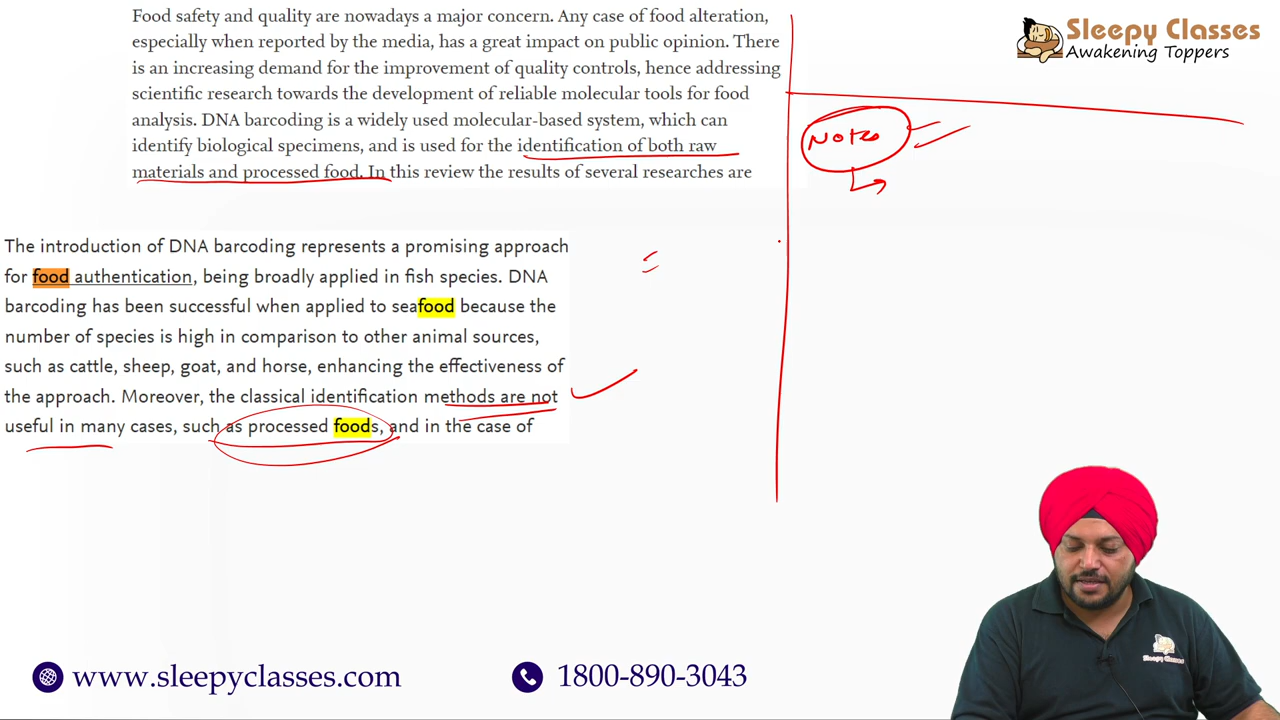 Food safety and quality are nowadays a major concern. Any case of food alteration,
especially when reported by the media, has a great impact on public opinion. There
is an increasing demand for the improvement of quality controls, hence addressing
scientific research towards the development of reliable molecular tools for food
analysis. DNA barcoding is a widely used molecular-based system, which can
identify biological specimens, and is used for the identification of both raw
materials and processed food. In this review the results of several researches are
Sleepy Classes
Awakening Toppers
Notes
The introduction of DNA barcoding represents a promising approach
for food authentication, being broadly applied in fish species. DNA
barcoding has been successful when applied to seafood because the
number of species is high in comparison to other animal sources,
such as cattle, sheep, goat, and horse, enhancing the effectiveness of
the approach. Moreover, the classical identification methods are not
useful in many cases, such as processed foods, and in the case of
www.sleepyclasses.com
1800-890-3043